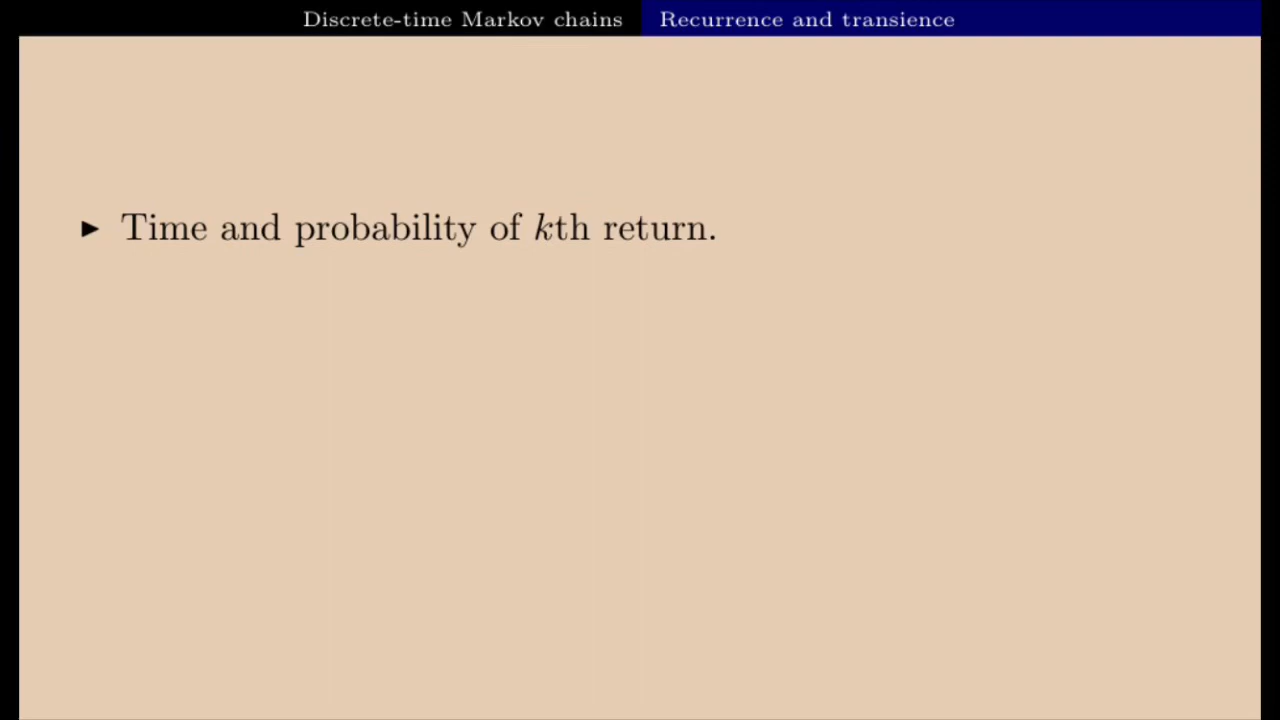 Discrete-time Markov chains
Recurrence and transience
▶ Time and probability of kth return.